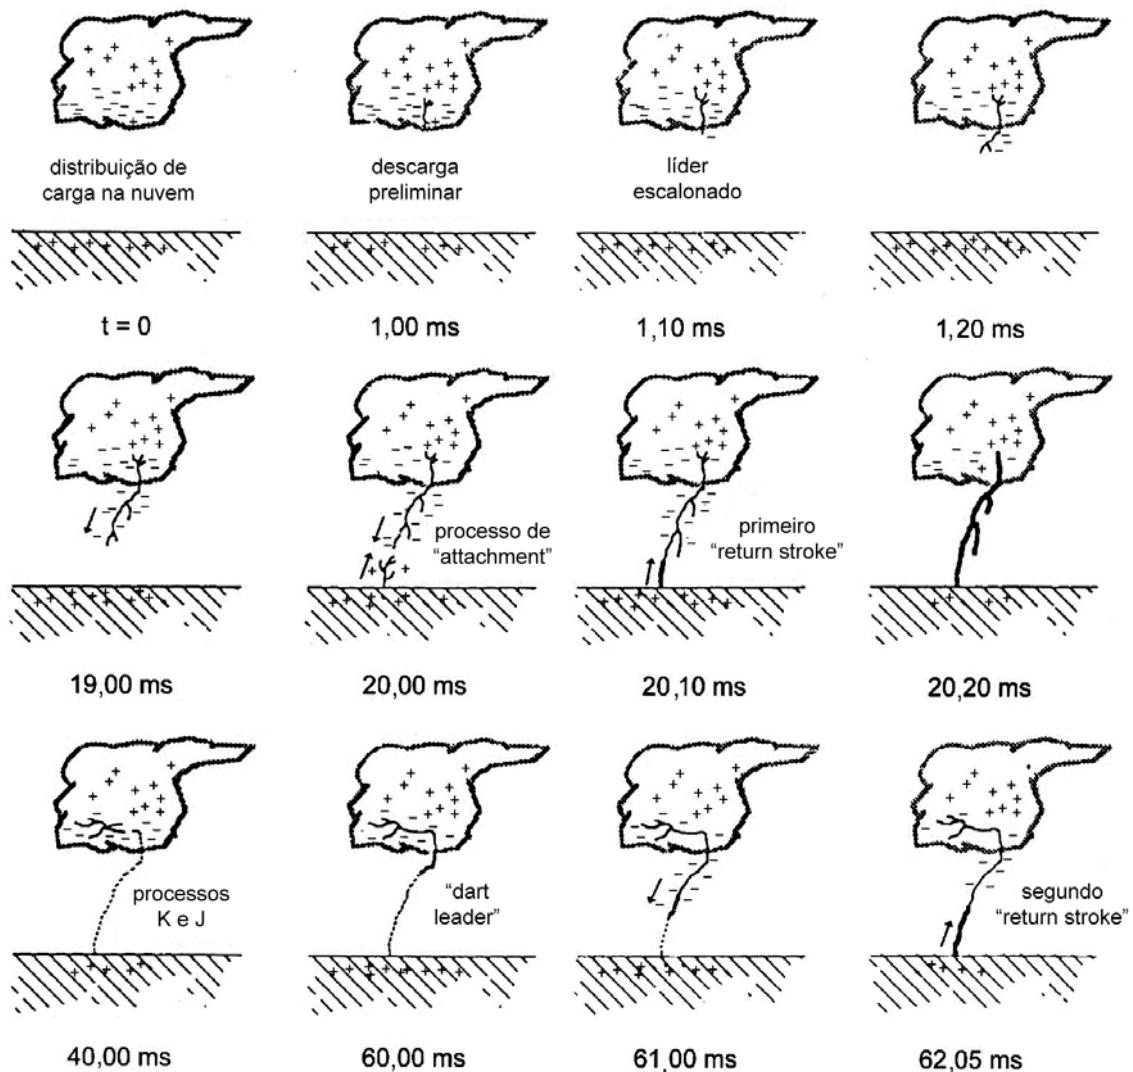 distribuição de
carga na nuvem
descarga
preliminar
líder
escalonado
t = 0
1,00 ms
1,10 ms
1,20 ms
processo de
“attachment”
primeiro
“return stroke”
19,00 ms
20,00 ms
20,10 ms
20,20 ms
processos
K e J
“dart
leader”
segundo
“return stroke”
40,00 ms
60,00 ms
61,00 ms
62,05 ms